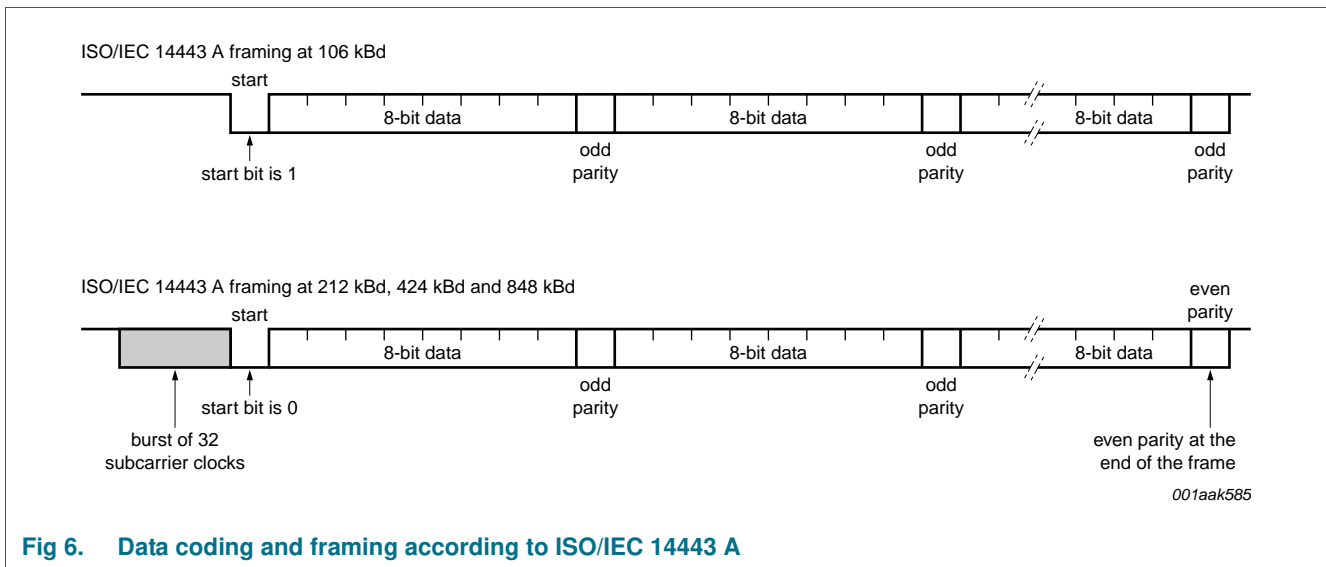 ISO/IEC 14443 A framing at 106 kBd
start
8-bit data
8-bit data
8-bit data
start bit is 1
odd
parity
odd
parity
odd
parity
ISO/IEC 14443 A framing at 212 kBd, 424 kBd and 848 kBd
even
parity
start
8-bit data
8-bit data
8-bit data
start bit is 0
odd
parity
odd
parity
burst of 32
subcarrier clocks
even parity at the
end of the frame
001aak585
Fig 6. Data coding and framing according to ISO/IEC 14443 A